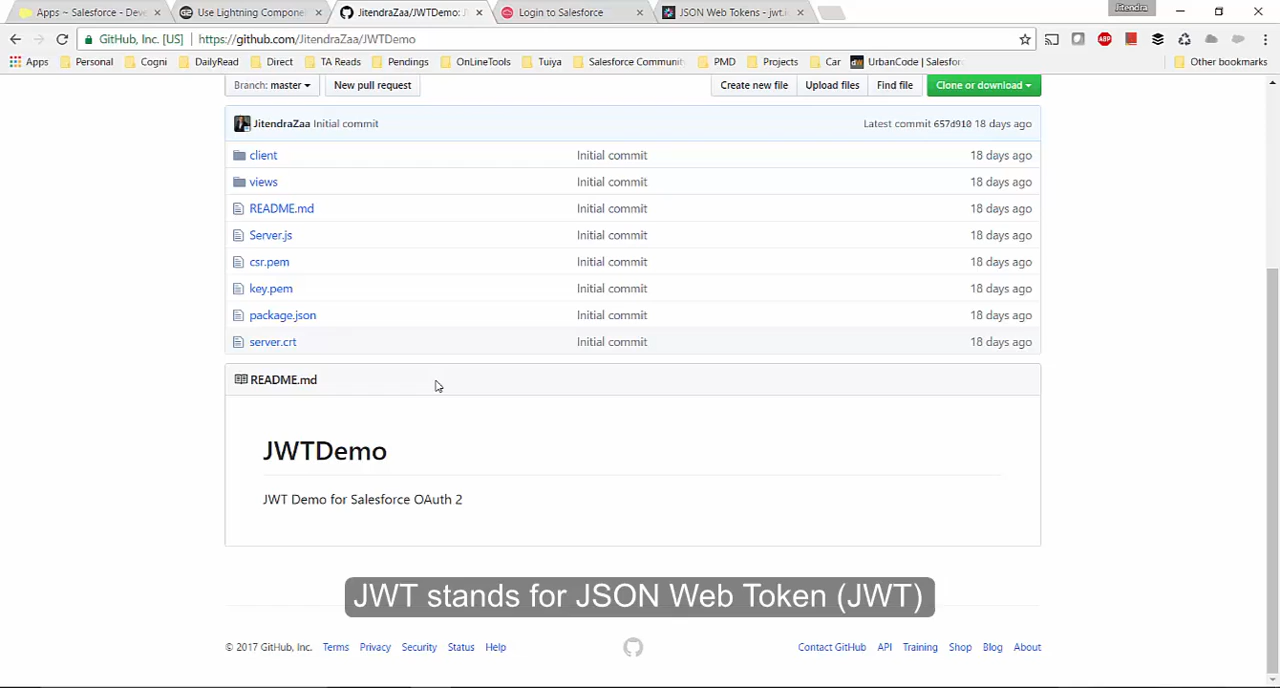 Apps ~ Salesforce - Deve
Use Lightning Compone
JitendraZaa/JWTDemo: J
Login to Salesforce
JSON Web Tokens - jwt.i
Jitendra
GitHub, Inc. [US] https://github.com/JitendraZaa/JWTDemo
Apps Personal Cogni DailyRead Direct TA Reads Pendings OnLineTools Tuiya Salesforce Communit PMD Projects Car UrbanCode | Salesfor Other bookmarks
Branch: master New pull request Create new file Upload files Find file Clone or download
JitendraZaa Initial commit Latest commit 657d910 18 days ago
client Initial commit 18 days ago
views Initial commit 18 days ago
README.md Initial commit 18 days ago
Server.js Initial commit 18 days ago
csr.pem Initial commit 18 days ago
key.pem Initial commit 18 days ago
package.json Initial commit 18 days ago
server.crt Initial commit 18 days ago
README.md
JWTDemo
JWT Demo for Salesforce OAuth 2
JWT stands for JSON Web Token (JWT)
© 2017 GitHub, Inc. Terms Privacy Security Status Help Contact GitHub API Training Shop Blog About